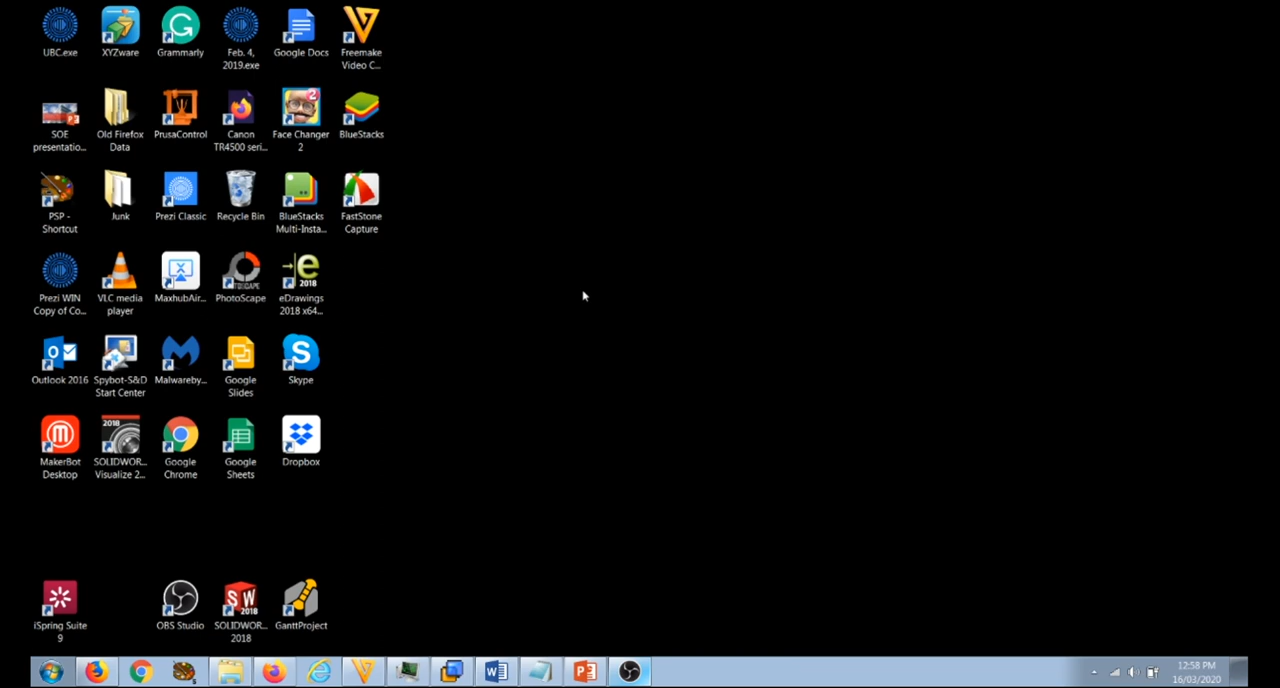 UBC.exe
XYZware
Grammarly
Feb. 4,
2019.exe
Google Docs
Freemake
Video C...
SOE
presentatio...
Old Firefox
Data
PrusaControl
Canon
TR4500 seri...
Face Changer
2
BlueStacks
PSP -
Shortcut
Junk
Prezi Classic
Recycle Bin
BlueStacks
Multi-Insta...
FastStone
Capture
Prezi WIN
Copy of Co...
VLC media
player
MaxhubAir...
PhotoScape
eDrawings
2018 x64...
Outlook 2016
Spybot-S&D
Start Center
Malwareby...
Google
Slides
Skype
MakerBot
Desktop
2018
SOLIDWOR...
Visualize 2...
Google
Chrome
Google
Sheets
Dropbox
iSpring Suite
9
OBS Studio
SW
2018
SOLIDWOR...
2018
GanttProject
12:58 PM
16/03/2020